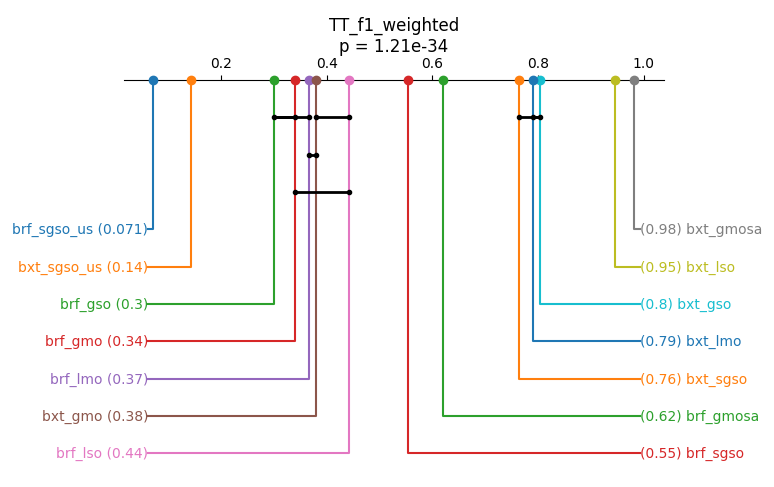 TT_f1_weighted
p = 1.21e-34
0.2 0.4 0.6 0.8 1.0
brf_sgso_us (0.071) (0.98) bxt_gmosa
bxt_sgso_us (0.14) (0.95) bxt_lso
brf_gso (0.3) (0.8) bxt_gso
brf_gmo (0.34) (0.79) bxt_lmo
brf_lmo (0.37) (0.76) bxt_sgso
bxt_gmo (0.38) (0.62) brf_gmosa
brf_lso (0.44) (0.55) brf_sgso